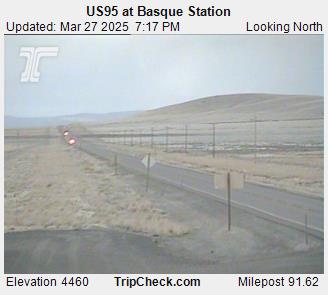 US95 at Basque Station
Updated: Mar 27 2025 7:17 PM Looking North
Elevation 4460 TripCheck.com Milepost 91.62